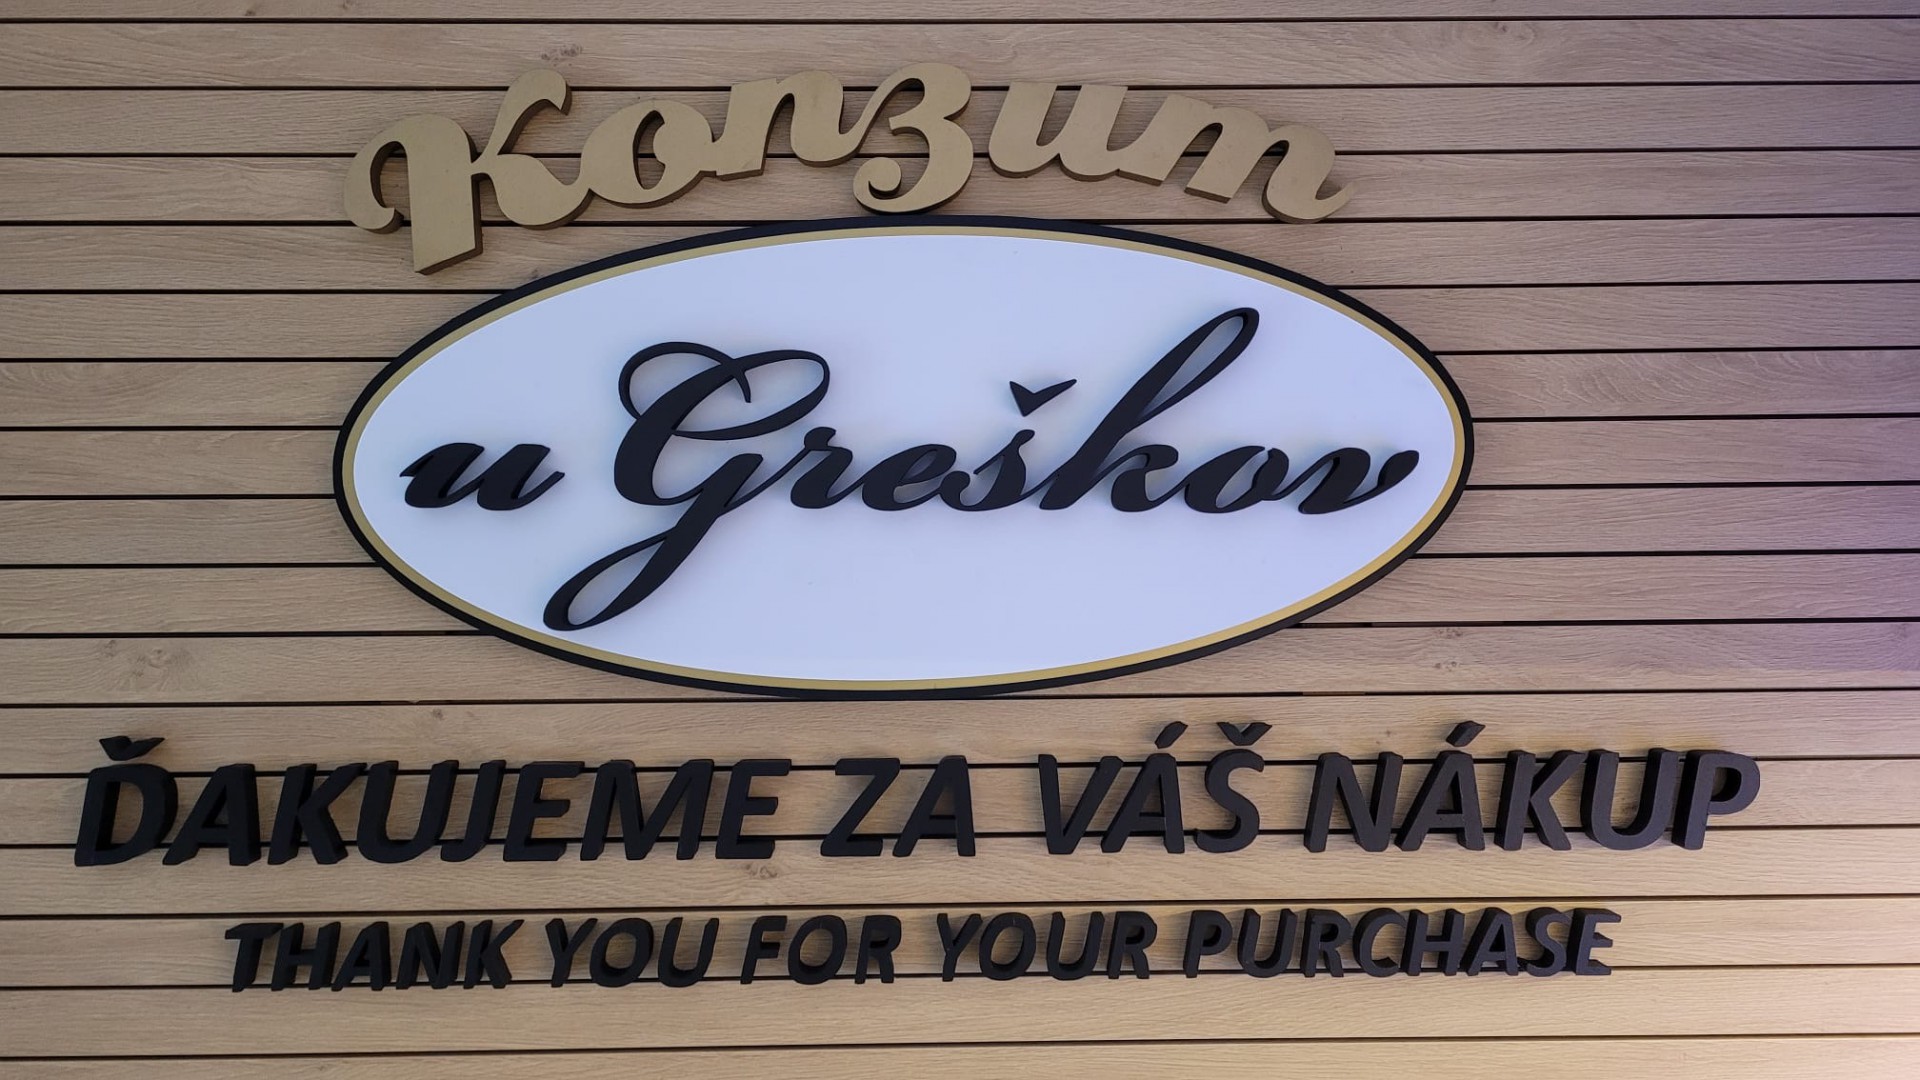 Konzum
u Greškov
ĎAKUJEME ZA VÁŠ NÁKUP
THANK YOU FOR YOUR PURCHASE